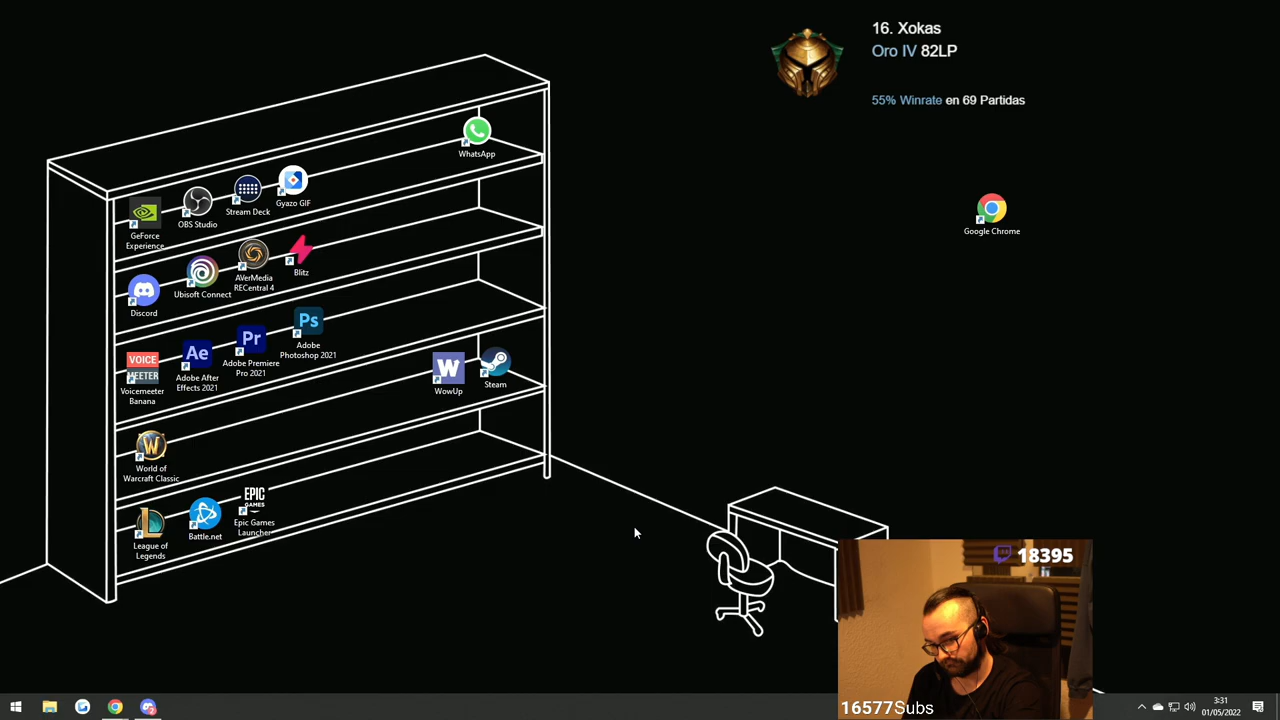 16. Xokas
Oro IV 82LP
55% Winrate en 69 Partidas
WhatsApp
GeForce
Experience
OBS Studio
Stream Deck
Gyazo GIF
Google Chrome
Discord
Ubisoft Connect
AVerMedia
RECentral 4
Blitz
VOICE
MEETER
Voicemeeter
Banana
Ae
Adobe After
Effects 2021
Pr
Adobe Premiere
Pro 2021
Ps
Adobe
Photoshop 2021
W
WowUp
Steam
W
World of
Warcraft Classic
L
League of
Legends
Battle.net
EPIC
GAMES
Epic Games
Launcher
18395
16577Subs
3:31
01/05/2022